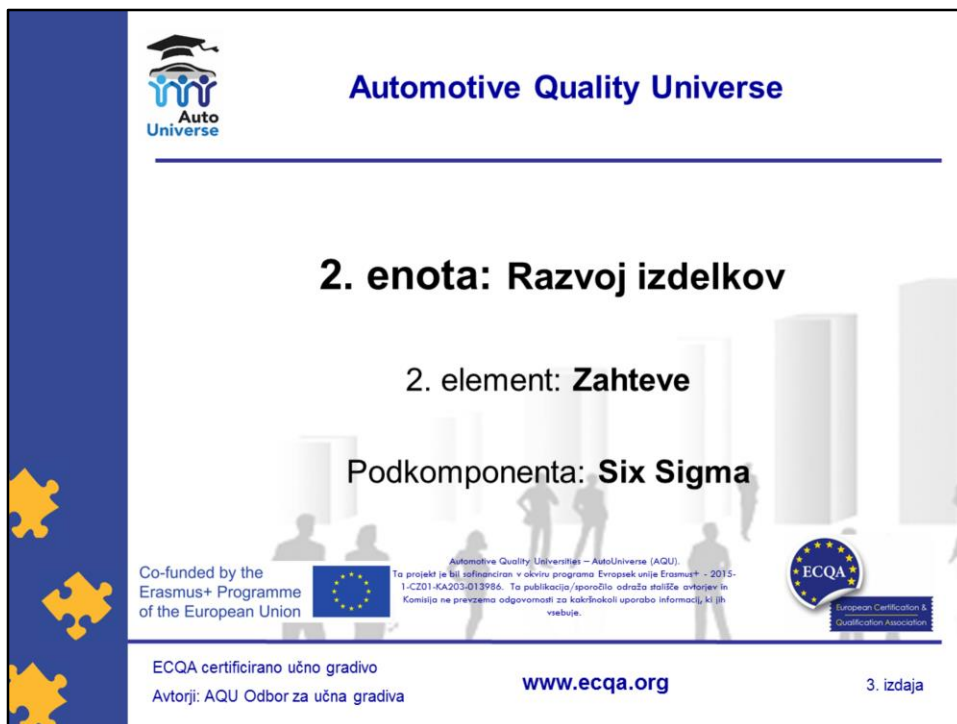 Auto
Universe
Automotive Quality Universe
2. enota: Razvoj izdelkov
2. element: Zahteve
Podkomponenta: Six Sigma
Co-funded by the
Erasmus+ Programme
of the European Union
Automotive Quality Universities – AutoUniverse (AQU).
Ta projekt je bil sofinanciran v okviru programa Evropsek unije Erasmus+ - 2015-
1-CZ01-KA203-013986. Ta publikacija/sporočilo odraža stališče avtorjev in
Komisija ne prevzema odgovornosti za kakršnokoli uporabo informacij, ki jih
vsebuje.
ECQA
European Certification &
Qualification Association
ECQA certificirano učno gradivo
Avtorji: AQU Odbor za učna gradiva
www.ecqa.org
3. izdaja